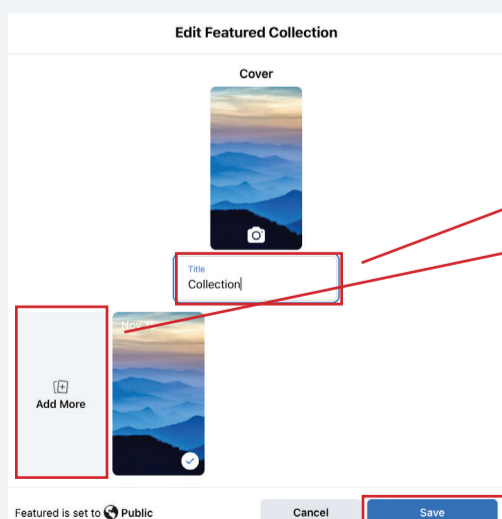 Edit Featured Collection
Cover
Title
Collection
Add More
Featured is set to Public
Cancel
Save